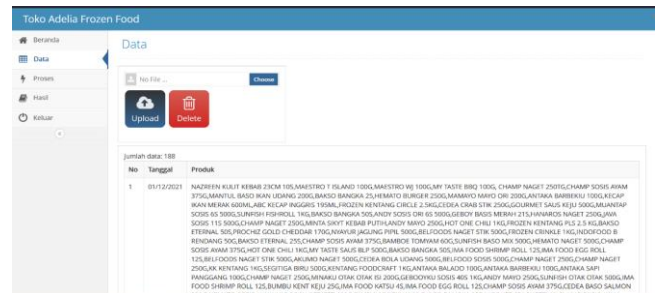 Toko Adelia Frozen Food
Beranda
Data
Proses
Hasil
Keluar
Data
No File ...
Choose
Upload
Delete
Jumlah data: 188
No Tanggal Produk
1 01/12/2021 NAZREEN KULIT KEBAB 23CM 10S,MAESTRO T ISLAND 100G,MAESTRO WJ 100G,MY TASTE BBQ 100G, CHAMP NAGET 250TG,CHAMP SOSIS AYAM
375G,MANTUL BASO IKAN UDANG 200G,BAKSO BANGKA 25,HEMATO BURGER 250G,MAMAYO MAYO ORI 200G,ANTAKA BARBEKIU 100G,KECAP
IKAN MERAK 600ML,ABC KECAP INGGRIS 195ML,FROZEN KENTANG CIRCLE 2.5KG,CEDEA CRAB STIK 250G,GOURMET SAUS KEJU 500G,MUANTAP
SOSIS 65 500G,SUNFISH FISHROLL 1KG,BAKSO BANGKA 50S,ANDY SOSIS ORI 6S 500G,GEBOY BASIS MERAH 21S,HANAROS NAGET 250G,JAVA
SOSIS 11S 500G,CHAMP NAGET 250G,MINTA SIKYT KEBAB PUTIH,ANDY MAYO 250G,HOT ONE CHILI 1KG,FROZEN KENTANG 1KG,BAKSO
ETERNAL 50S,PROCHIZ GOLD CHEDDAR 170G,NYAYUR JAGUNG PIPIL 500G,BELFOODS NAGET STIK 500G,FROZEN CRINKLE 1KG,INDOFOOD B
RENDANG 50G,BAKSO ETERNAL 25S,CHAMP SOSIS AYAM 375G,BAMBOE TOMYAM 60G,SUNFISH BASO MIX 500G,HEMATO NAGET 500G,CHAMP
SOSIS AYAM 375G,HOT ONE CHILI 1KG,MY TASTE SAUS BLP 500G,BAKSO BANGKA 50S,IMA FOOD SHRIMP ROLL 12S,IMA FOOD EGG ROLL
12S,BELFOODS NAGET STIK 500G,AKUMO NAGET 500G,CEDEA BOLA UDANG 500G,BELFOODS NAGET STIK 500G,CHAMP NAGET 250G,CHAMP NAGET
250G,KK KENTANG 1KG,SEGITIGA BIRU 500G,KENTANG FOODCRAFT 1KG,ANTAKA BALADO 100G,ANTAKA BARBEKIU 100G,ANTAKA SAPI
PANGGANG 100G,CHAMP NAGET 250G,MINAKU OTAK OTAK ISI 200G,GEBOOYKU SOSIS 40S 1KG,ANDY MAYO 250G,SUNFISH OTAK OTAK 500G,IMA
FOOD SHRIMP ROLL 12S,BUMBU KENT KEJU 25G,IMA FOOD KATSU 4S,IMA FOOD EGG ROLL 12S,CHAMP SOSIS AYAM 375G,CEDEA BASO SALMON